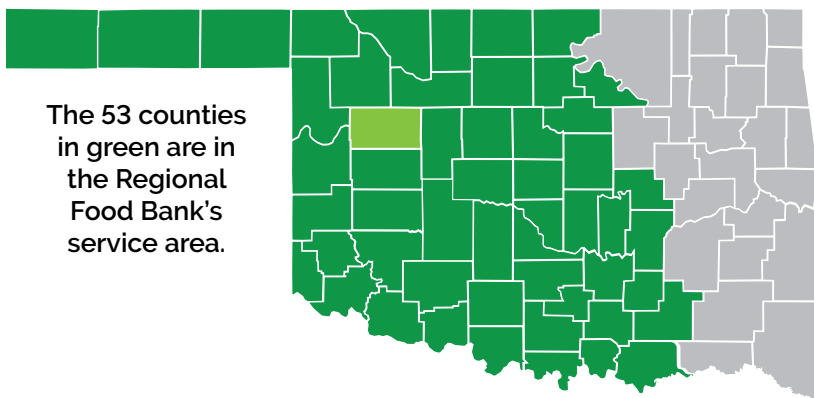 The 53 counties
in green are in
the Regional
Food Bank's
service area.